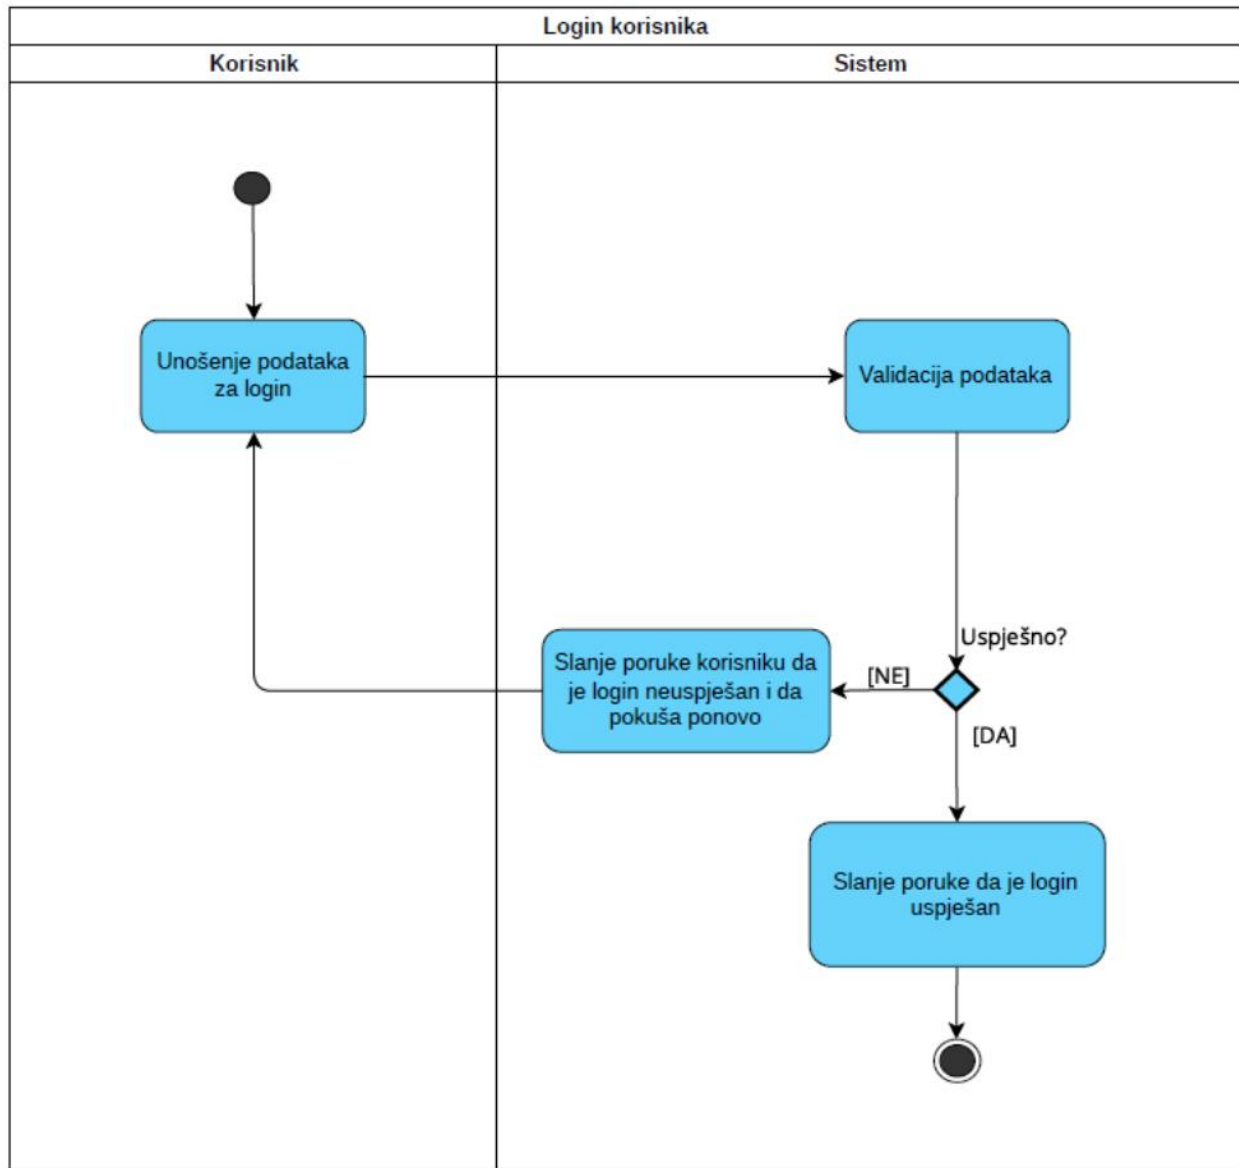 Login korisnika
Korisnik
Sistem
Unošenje podataka
za login
Validacija podataka
Uspješno?
[NE]
Slanje poruke korisniku da
je login neuspješan i da
pokuša ponovo
[DA]
Slanje poruke da je login
uspješan